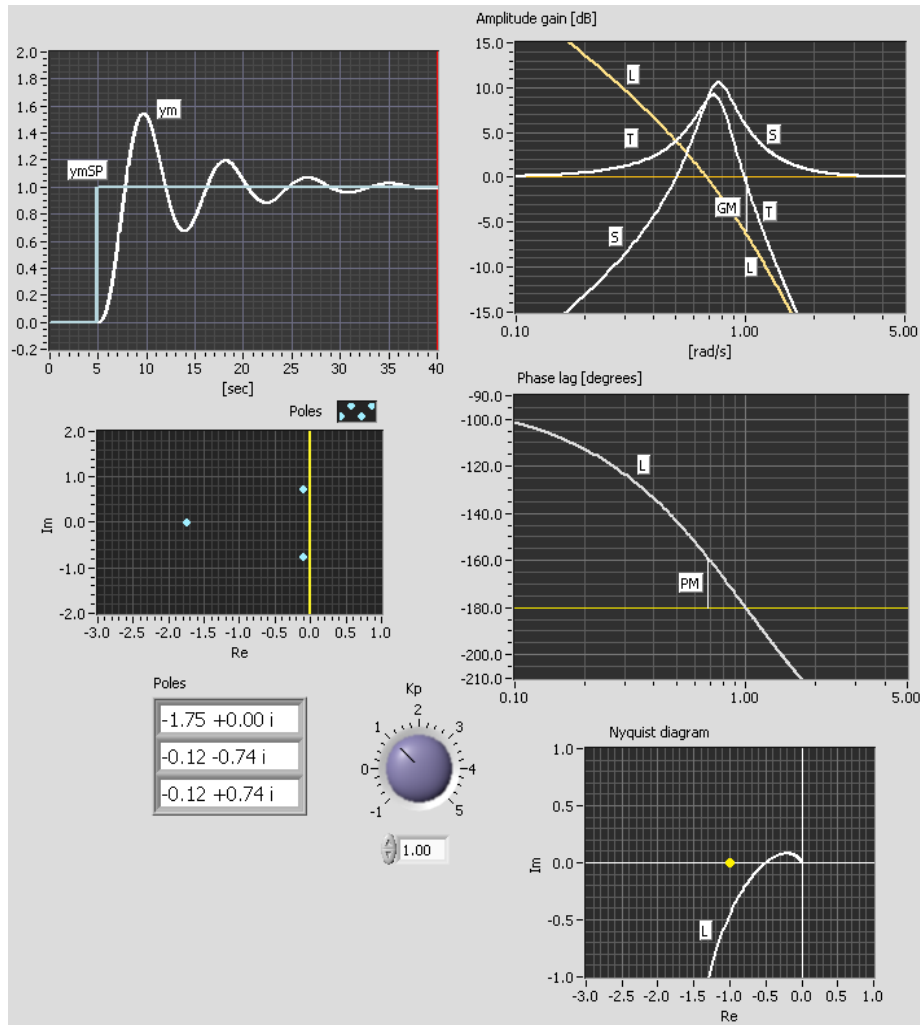 Amplitude gain [dB]
2.0
1.8
1.6
1.4
1.2
1.0
0.8
0.6
0.4
0.2
0.0
-0.2
ym
ymSP
0 5 10 15 20 25 30 35 40
[sec]
15.0
10.0
5.0
0.0
-5.0
-10.0
-15.0
L
T
S
GM
T
S
L
0.10 1.00 5.00
[rad/s]
Poles
2.0
1.0
0.0
-1.0
-2.0
Im
-3.0 -2.5 -2.0 -1.5 -1.0 -0.5 0.0 0.5 1.0
Re
Phase lag [degrees]
-90.0
-100.0
-120.0
-140.0
-160.0
-180.0
-200.0
-210.0
L
PM
0.10 1.00 5.00
Poles
-1.75 +0.00 i
-0.12 -0.74 i
-0.12 +0.74 i
Kp
-1 0 1 2 3 4 5
1.00
Nyquist diagram
1.0
0.5
0.0
-0.5
-1.0
Im
L
-3.0 -2.5 -2.0 -1.5 -1.0 -0.5 0.0 0.5 1.0
Re